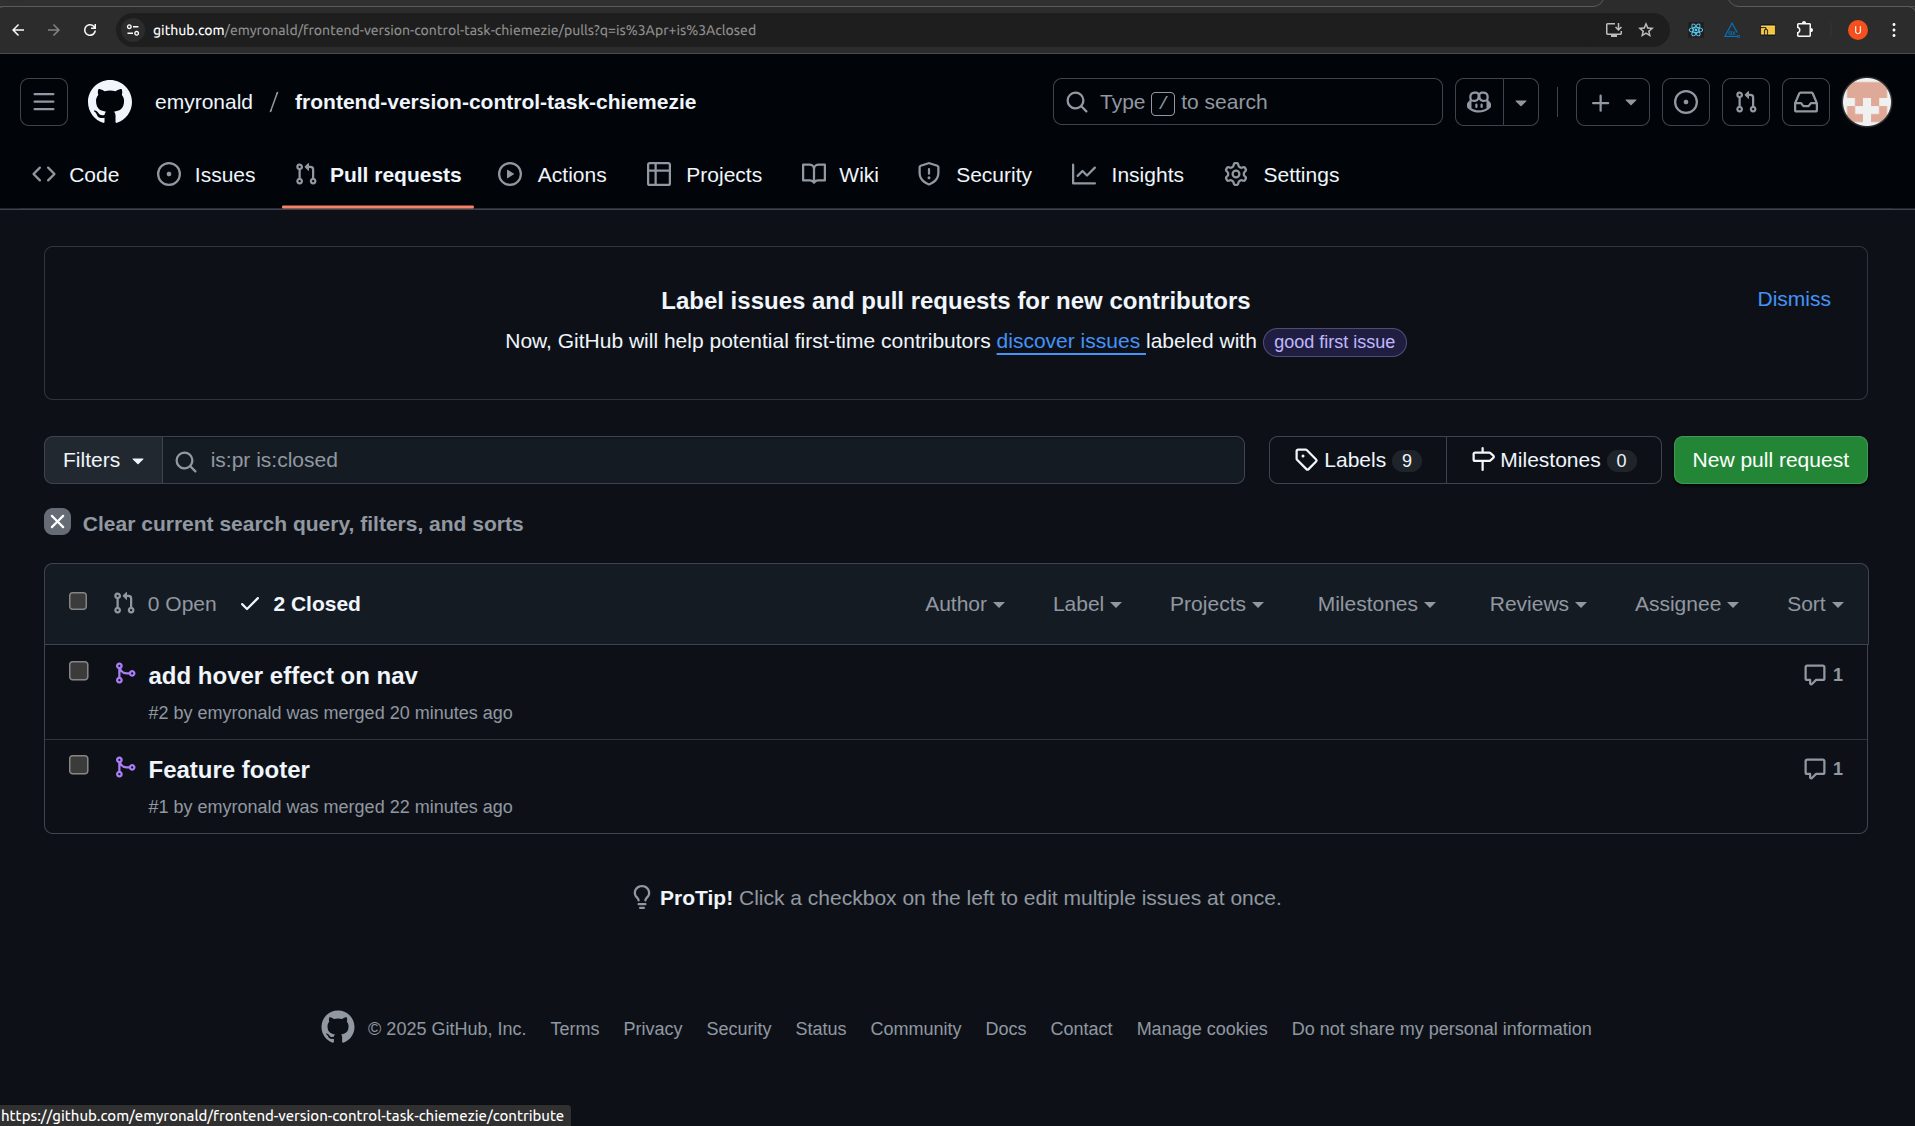 github.com/emyronald/frontend-version-control-task-chiemezie/pulls?q=is%3Apr+is%3Aclosed
U
emyronald / frontend-version-control-task-chiemezie
Type / to search
Code Issues Pull requests Actions Projects Wiki Security Insights Settings
Label issues and pull requests for new contributors
Dismiss
Now, GitHub will help potential first-time contributors discover issues labeled with good first issue
Filters is:pr is:closed Labels 9 Milestones 0 New pull request
Clear current search query, filters, and sorts
0 Open 2 Closed Author Label Projects Milestones Reviews Assignee Sort
add hover effect on nav 1
#2 by emyronald was merged 20 minutes ago
Feature footer 1
#1 by emyronald was merged 22 minutes ago
ProTip! Click a checkbox on the left to edit multiple issues at once.
© 2025 GitHub, Inc. Terms Privacy Security Status Community Docs Contact Manage cookies Do not share my personal information
https://github.com/emyronald/frontend-version-control-task-chiemezie/contribute